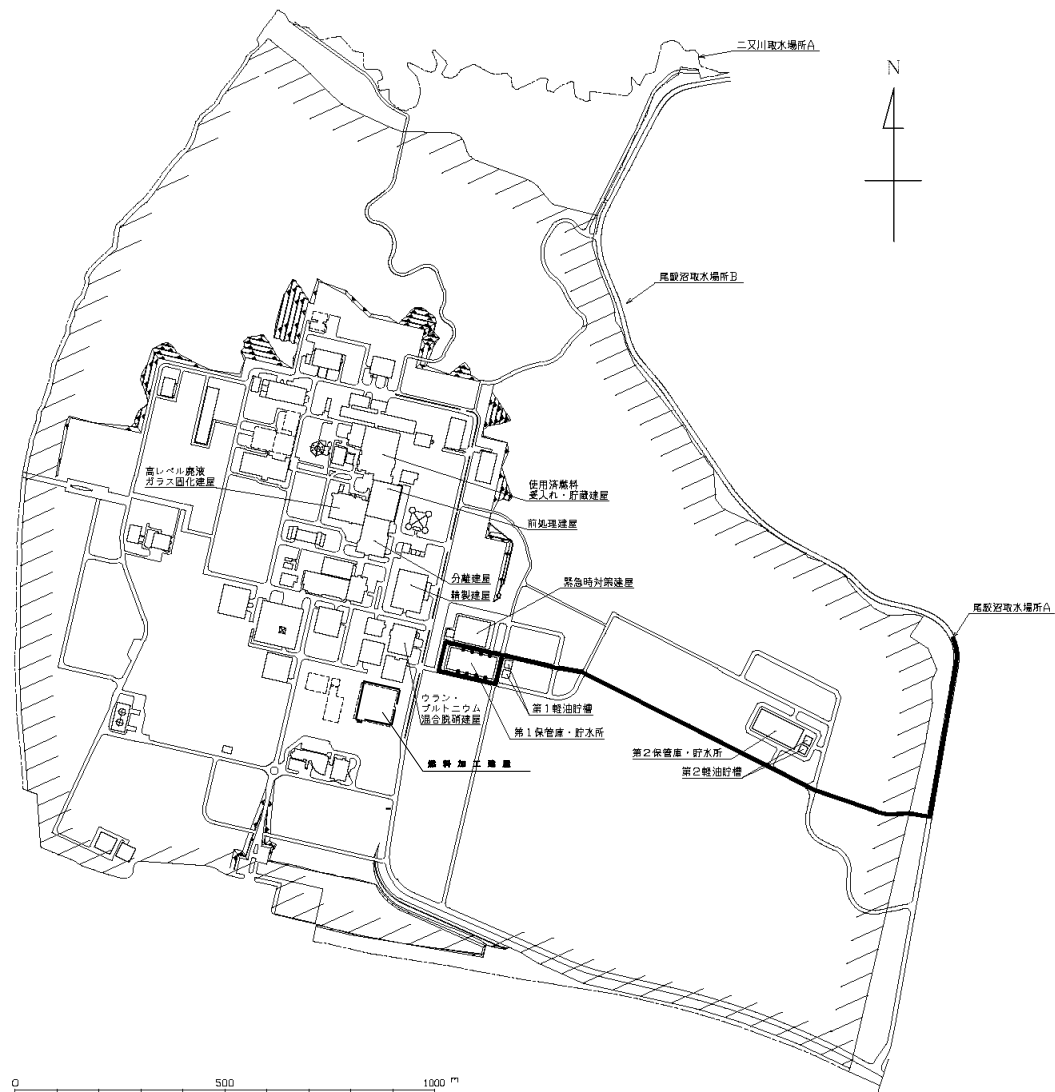 二又川取水場所A
N
尾駮沼取水場所B
高レベル廃液
ガラス固化建屋
使用済燃料
受入れ・貯蔵建屋
前処理建屋
分離建屋
精製建屋
緊急時対策建屋
尾駮沼取水場所A
ウラン・
プルトニウム
混合脱硝建屋
第1軽油貯槽
第1保管庫・貯水所
燃料加工建屋
第2保管庫・貯水所
第2軽油貯槽
0 500 1000 m